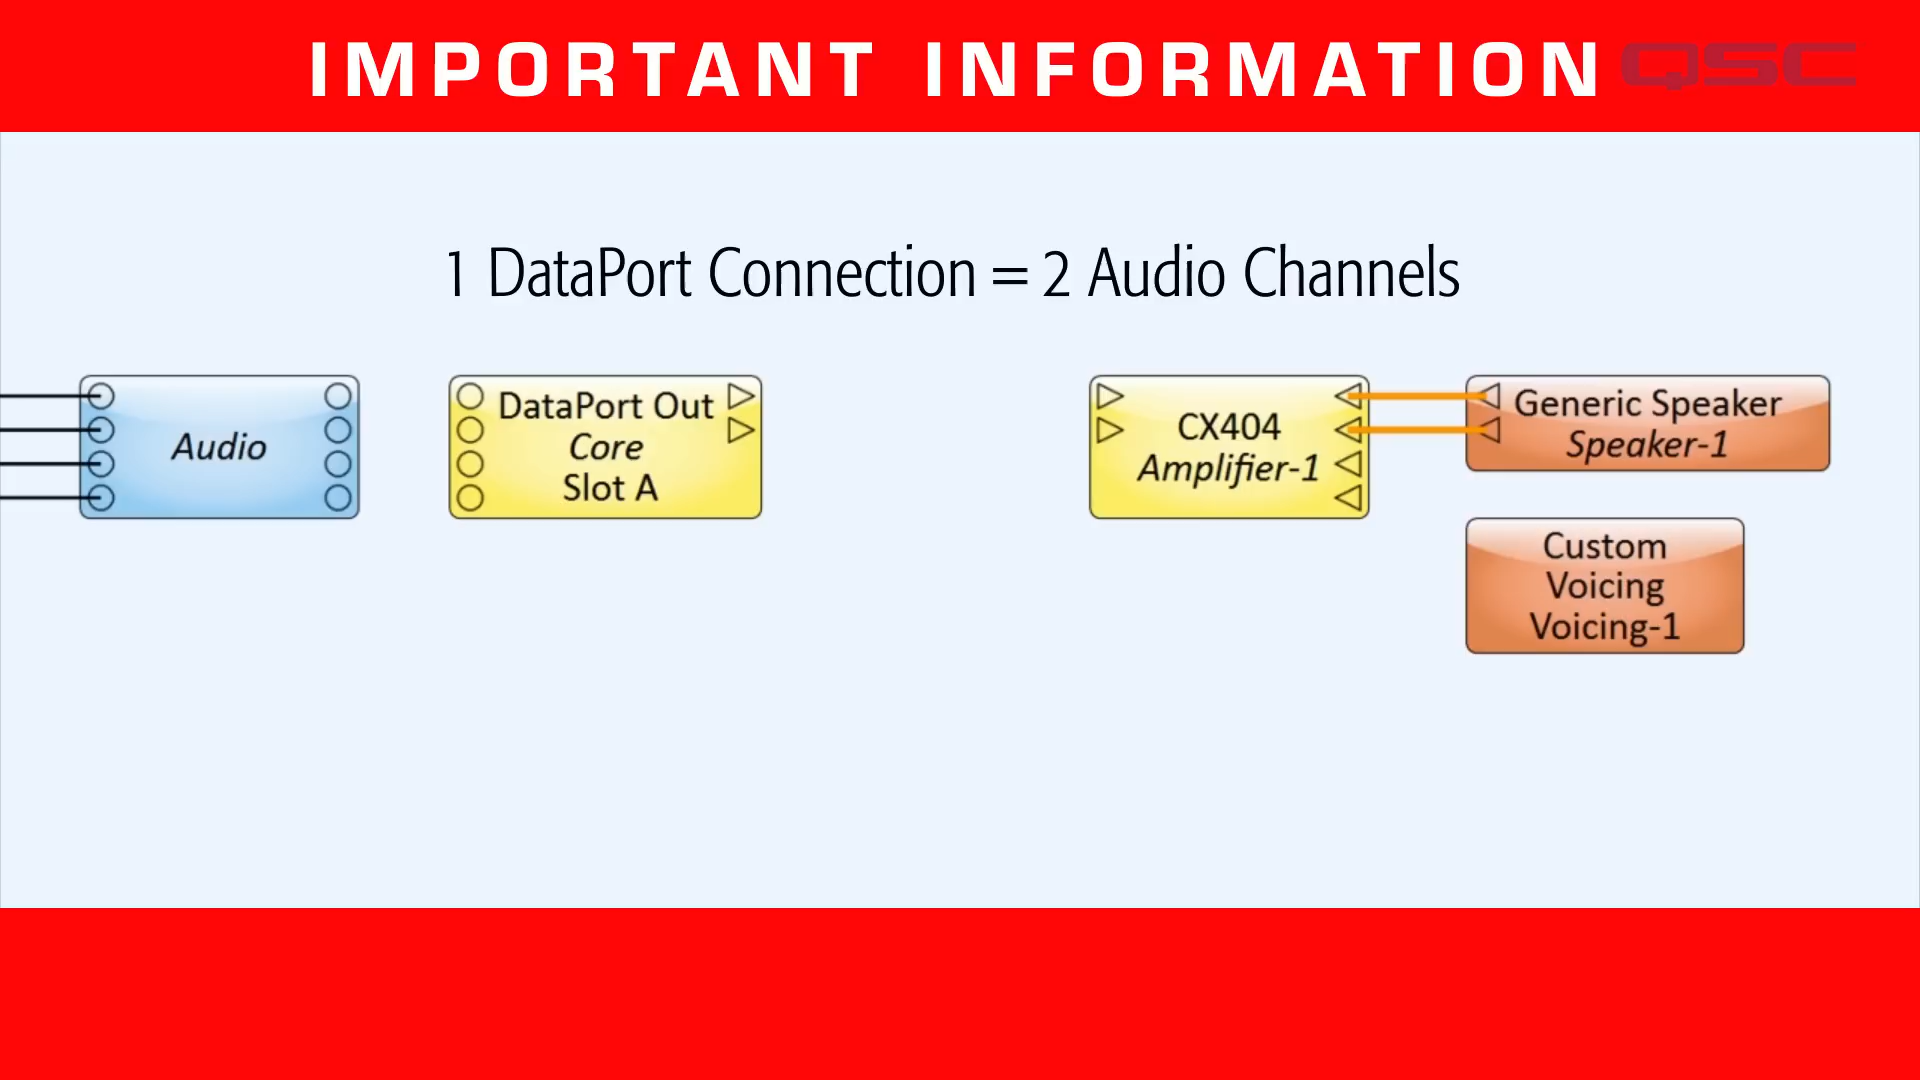 IMPORTANT INFORMATION
QSC
1 DataPort Connection = 2 Audio Channels
Audio
DataPort Out
Core
Slot A
CX404
Amplifier-1
Generic Speaker
Speaker-1
Custom
Voicing
Voicing-1